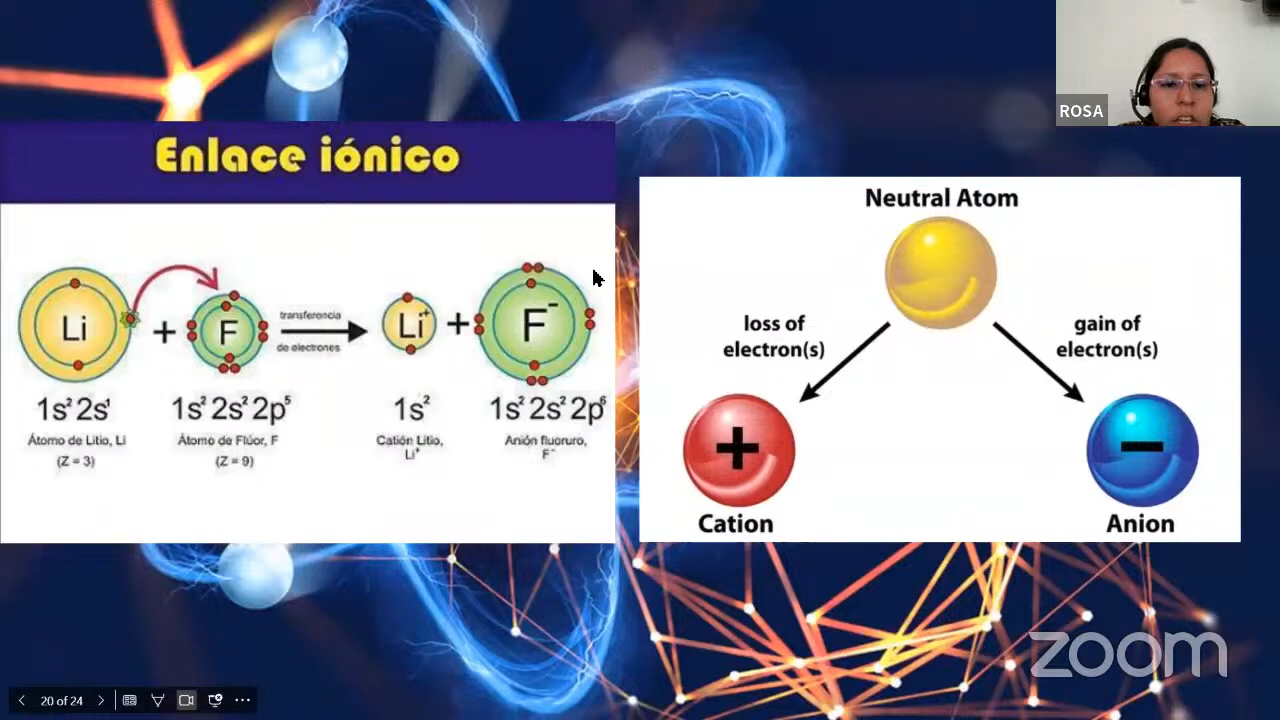 ROSA
Enlace iónico
Li + F transferencia de electrones Li⁺ + F⁻
1s² 2s¹
1s² 2s² 2p⁵
1s²
1s² 2s² 2p⁶
Átomo de Litio, Li
(Z = 3)
Átomo de Flúor, F
(Z = 9)
Catión Litio,
Li⁺
Anión fluoruro,
F⁻
Neutral Atom
loss of
electron(s)
gain of
electron(s)
+
−
Cation
Anion
zoom
20 of 24